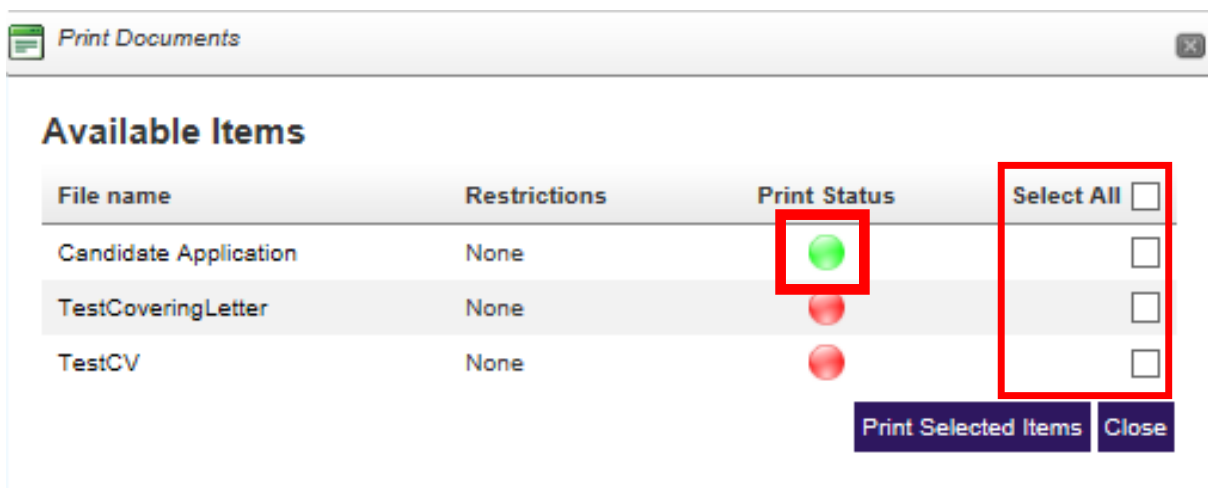 Print Documents
Available Items
File name Restrictions Print Status Select All
Candidate Application None
TestCoveringLetter None
TestCV None
Print Selected Items Close